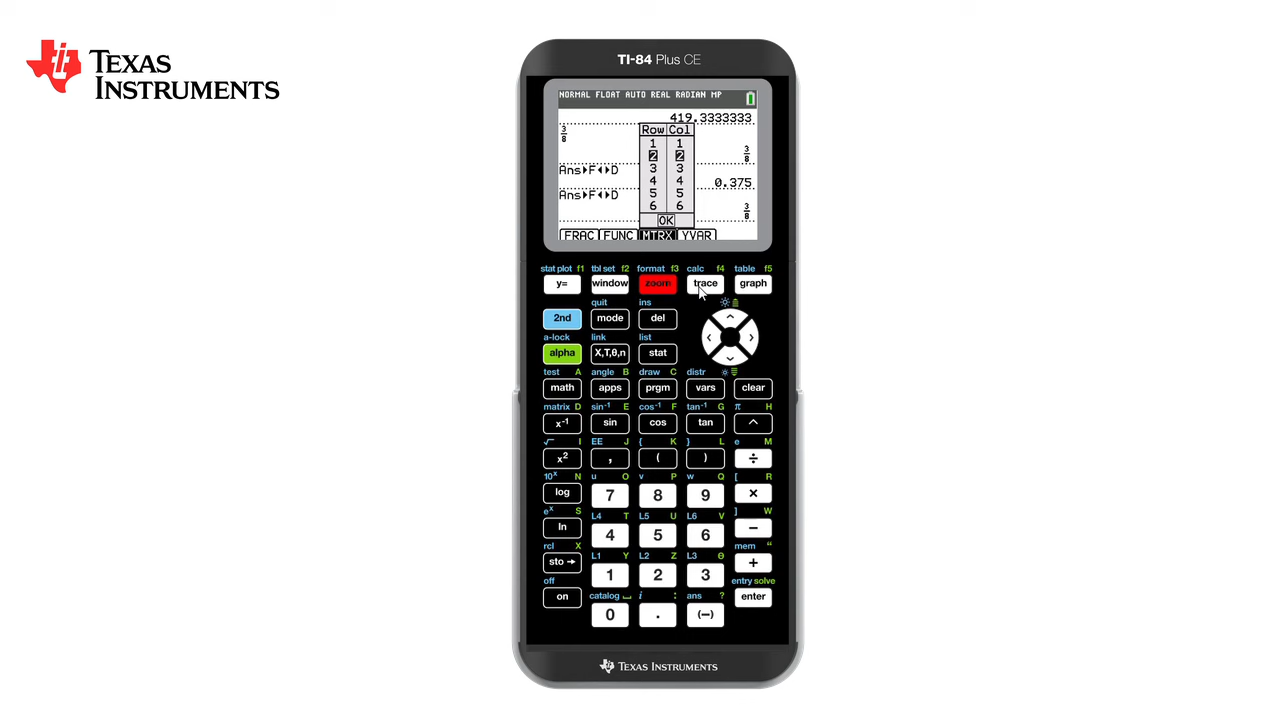 TEXAS
INSTRUMENTS
TI-84 Plus CE
NORMAL FLOAT AUTO REAL RADIAN MP
419.3333333
3/8
Row Col
1 1
2 2
3/8
3 3
Ans▶F◀▶D
4 4
0.375
5 5
Ans▶F◀▶D
6 6
3/8
OK
FRAC FUNC MTRX YVAR
stat plot f1 tbl set f2 format f3 calc f4 table f5
y= window zoom trace graph
quit ins
2nd mode del
a-lock link list
alpha X,T,θ,n stat
test A angle B draw C distr
math apps prgm vars clear
matrix D sin⁻¹ E cos⁻¹ F tan⁻¹ G π H
x⁻¹ sin cos tan ^
√ I EE J { K } L e M
x² , ( ) ÷
10ˣ N u O v P w Q [ R
log 7 8 9 ×
eˣ S L4 T L5 U L6 V ] W
ln 4 5 6 −
rcl X L1 Y L2 Z L3 θ mem “
sto→ 1 2 3 +
off catalog ⎵ i : ans ? entry solve
on 0 . (−) enter
TEXAS INSTRUMENTS